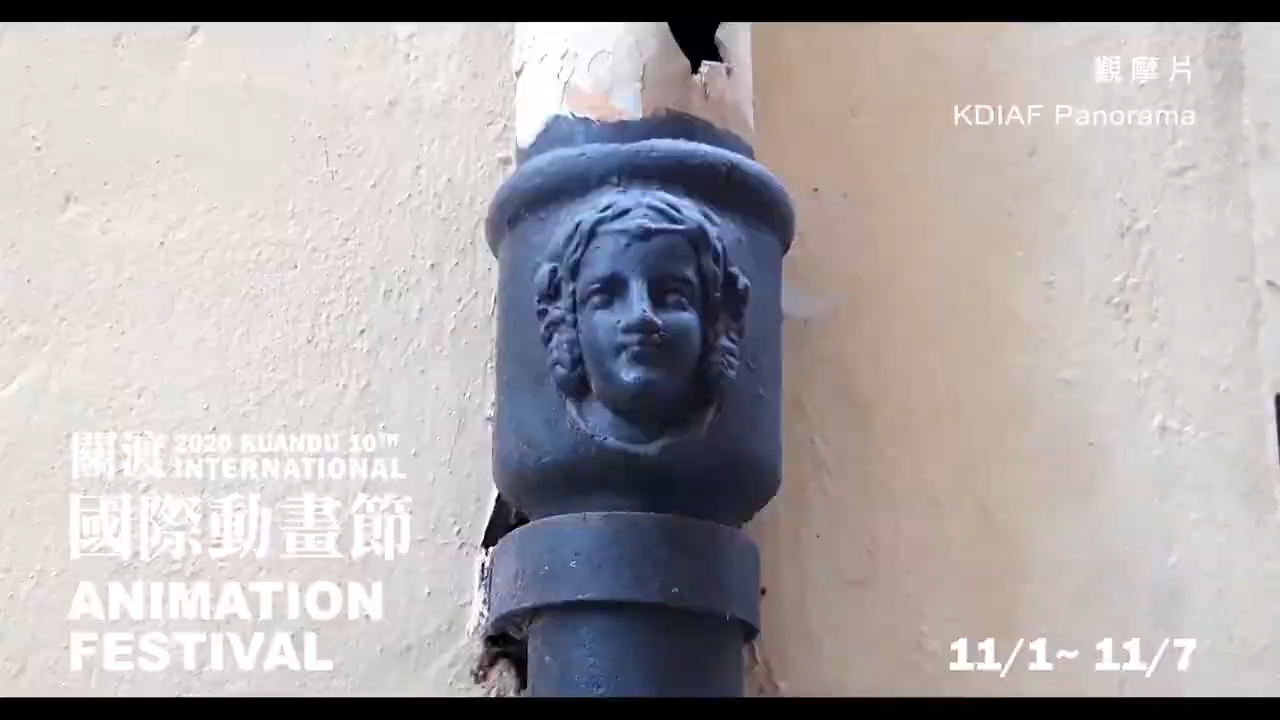 觀摩片
KDIAF Panorama
關渡 2020 KUANDU 10TH
INTERNATIONAL
國際動畫節
ANIMATION
FESTIVAL
11/1~ 11/7